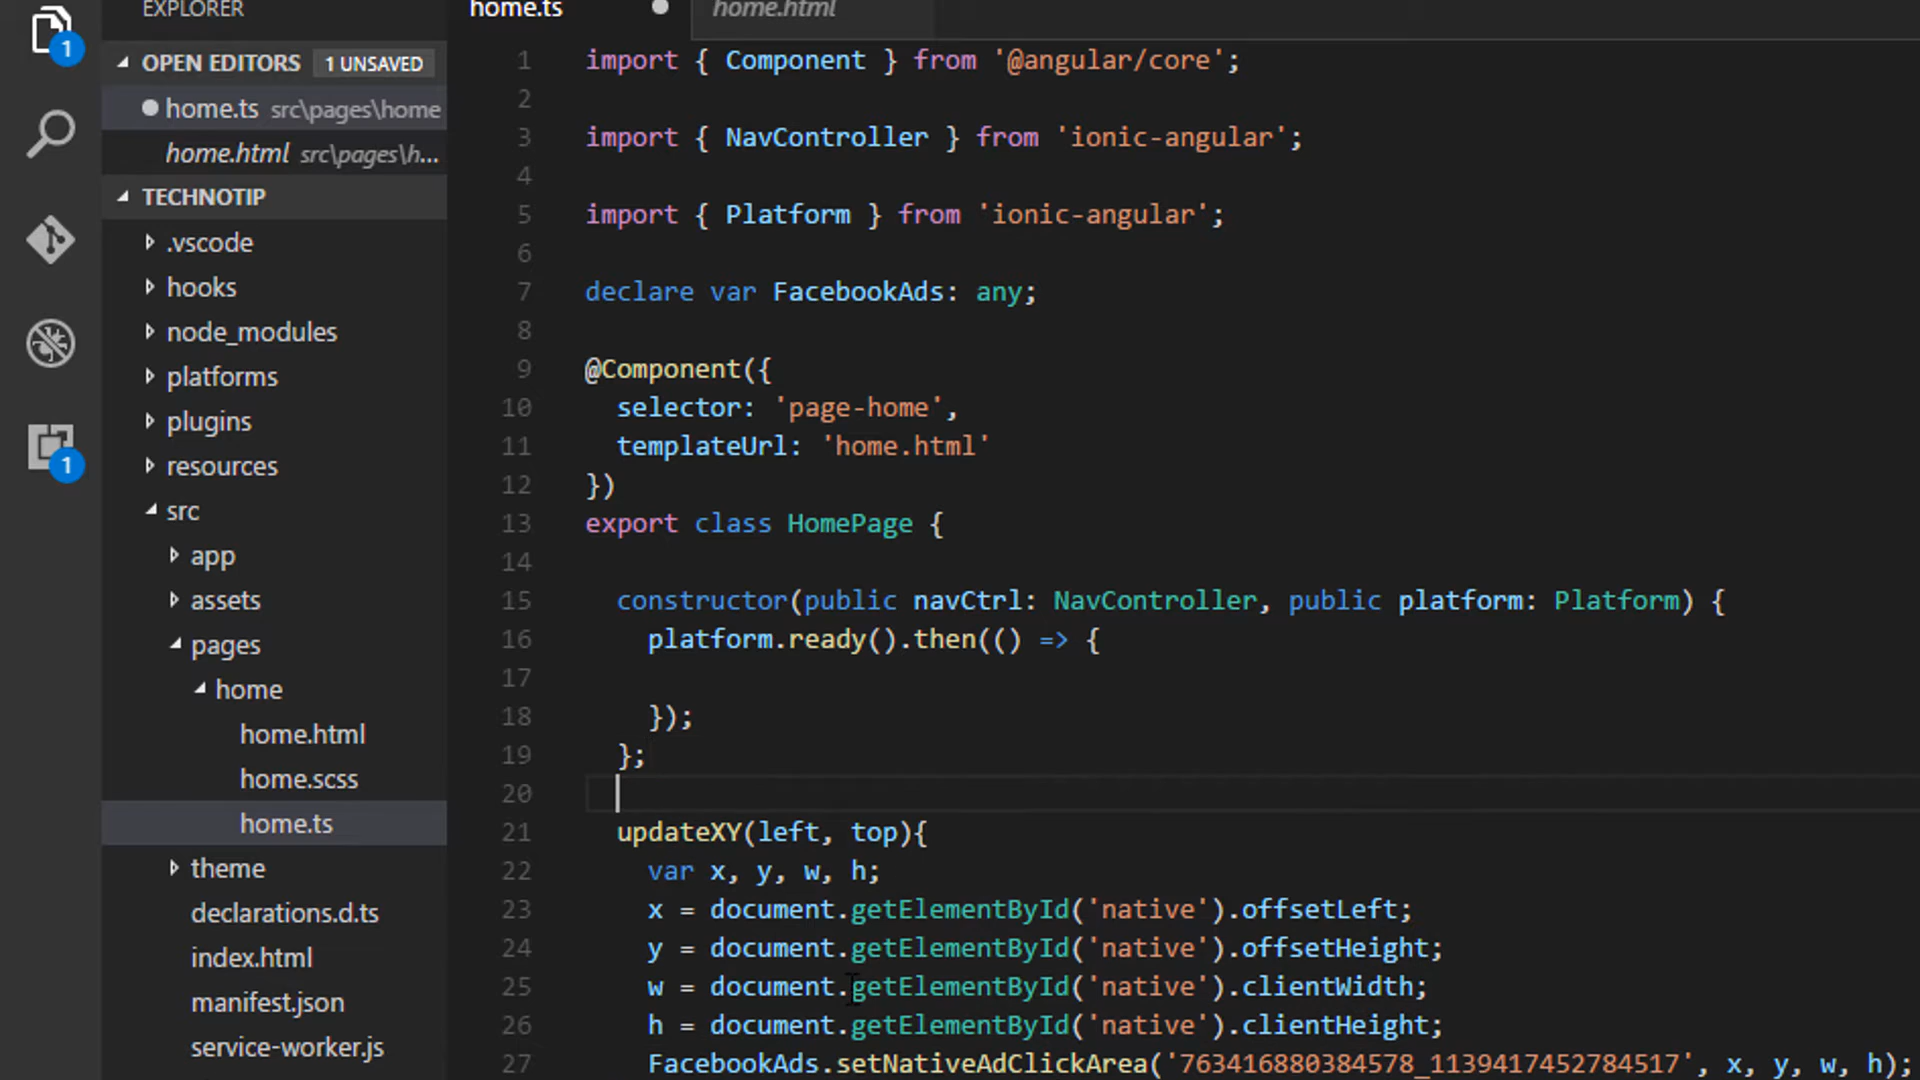 EXPLORER
OPEN EDITORS 1 UNSAVED
home.ts src\pages\home
home.html src\pages\h...
TECHNOTIP
.vscode
hooks
node_modules
platforms
plugins
resources
src
app
assets
pages
home
home.html
home.scss
home.ts
theme
declarations.d.ts
index.html
manifest.json
service-worker.js
1
1
home.ts home.html
1 import { Component } from '@angular/core';
2
3 import { NavController } from 'ionic-angular';
4
5 import { Platform } from 'ionic-angular';
6
7 declare var FacebookAds: any;
8
9 @Component({
10 selector: 'page-home',
11 templateUrl: 'home.html'
12 })
13 export class HomePage {
14
15 constructor(public navCtrl: NavController, public platform: Platform) {
16 platform.ready().then(() => {
17
18 });
19 };
20
21 updateXY(left, top){
22 var x, y, w, h;
23 x = document.getElementById('native').offsetLeft;
24 y = document.getElementById('native').offsetHeight;
25 w = document.getElementById('native').clientWidth;
26 h = document.getElementById('native').clientHeight;
27 FacebookAds.setNativeAdClickArea('763416880384578_1139417452784517', x, y, w, h);